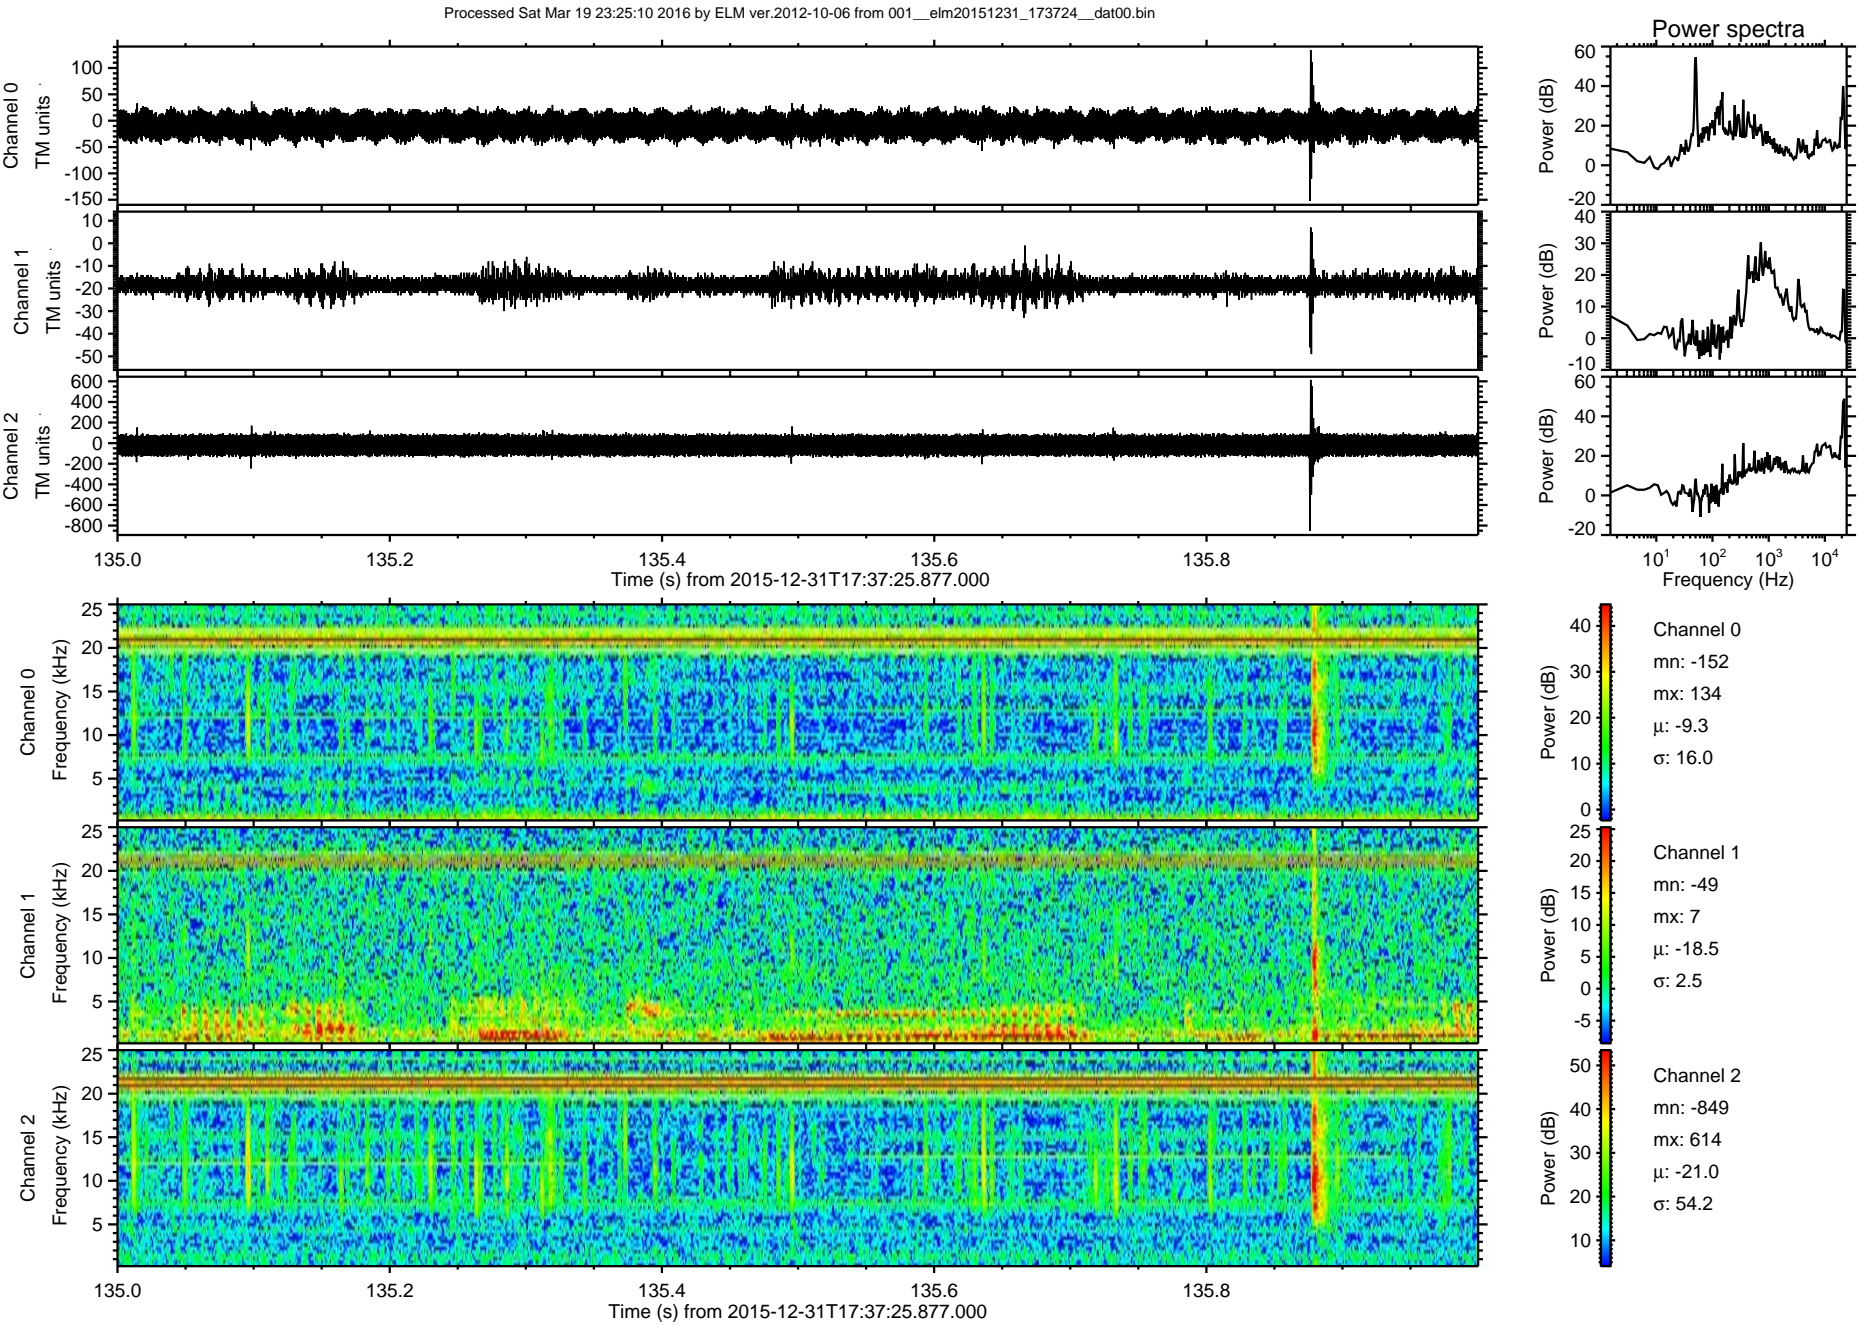 Processed Sat Mar 19 23:25:10 2016 by ELM ver.2012-10-06 from 001__elm20151231_173724__dat00.bin
Power spectra
Channel 0
TM units
100
50
0
-50
-100
-150
Power (dB)
60
40
20
0
-20
Channel 1
TM units
10
0
-10
-20
-30
-40
-50
Power (dB)
40
30
20
10
0
-10
Channel 2
TM units
600
400
200
0
-200
-400
-600
-800
Power (dB)
60
40
20
0
-20
135.0 135.2 135.4 135.6 135.8
Time (s) from 2015-12-31T17:37:25.877.000
10^1 10^2 10^3 10^4
Frequency (Hz)
Channel 0
Frequency (kHz)
25
20
15
10
5
Power (dB)
40
30
20
10
0
Channel 0
mn: -152
mx: 134
μ: -9.3
σ: 16.0
Channel 1
Frequency (kHz)
25
20
15
10
5
Power (dB)
25
20
15
10
5
0
-5
Channel 1
mn: -49
mx: 7
μ: -18.5
σ: 2.5
Channel 2
Frequency (kHz)
25
20
15
10
5
Power (dB)
50
40
30
20
10
Channel 2
mn: -849
mx: 614
μ: -21.0
σ: 54.2
135.0 135.2 135.4 135.6 135.8
Time (s) from 2015-12-31T17:37:25.877.000